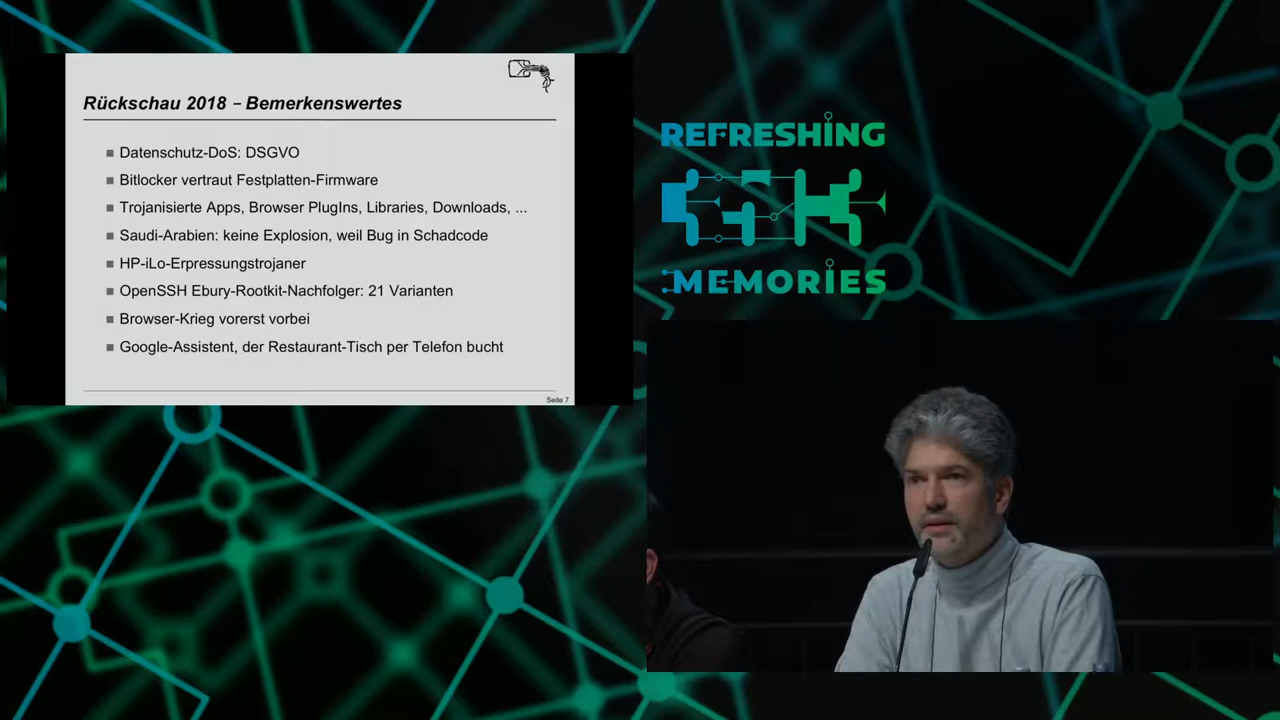 Rückschau 2018 – Bemerkenswertes
Datenschutz-DoS: DSGVO
Bitlocker vertraut Festplatten-Firmware
Trojanisierte Apps, Browser PlugIns, Libraries, Downloads, ...
Saudi-Arabien: keine Explosion, weil Bug in Schadcode
HP-iLo-Erpressungstrojaner
OpenSSH Ebury-Rootkit-Nachfolger: 21 Varianten
Browser-Krieg vorerst vorbei
Google-Assistent, der Restaurant-Tisch per Telefon bucht
Seite 7
REFRESHING
MEMORIES